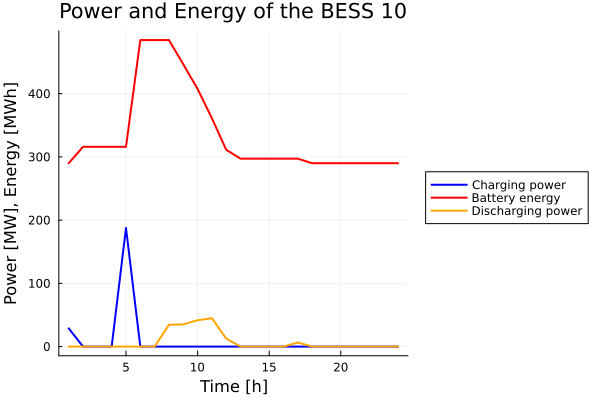 Power and Energy of the BESS 10
Power [MW], Energy [MWh]
400
300
200
100
0
5
10
15
20
Time [h]
Charging power
Battery energy
Discharging power